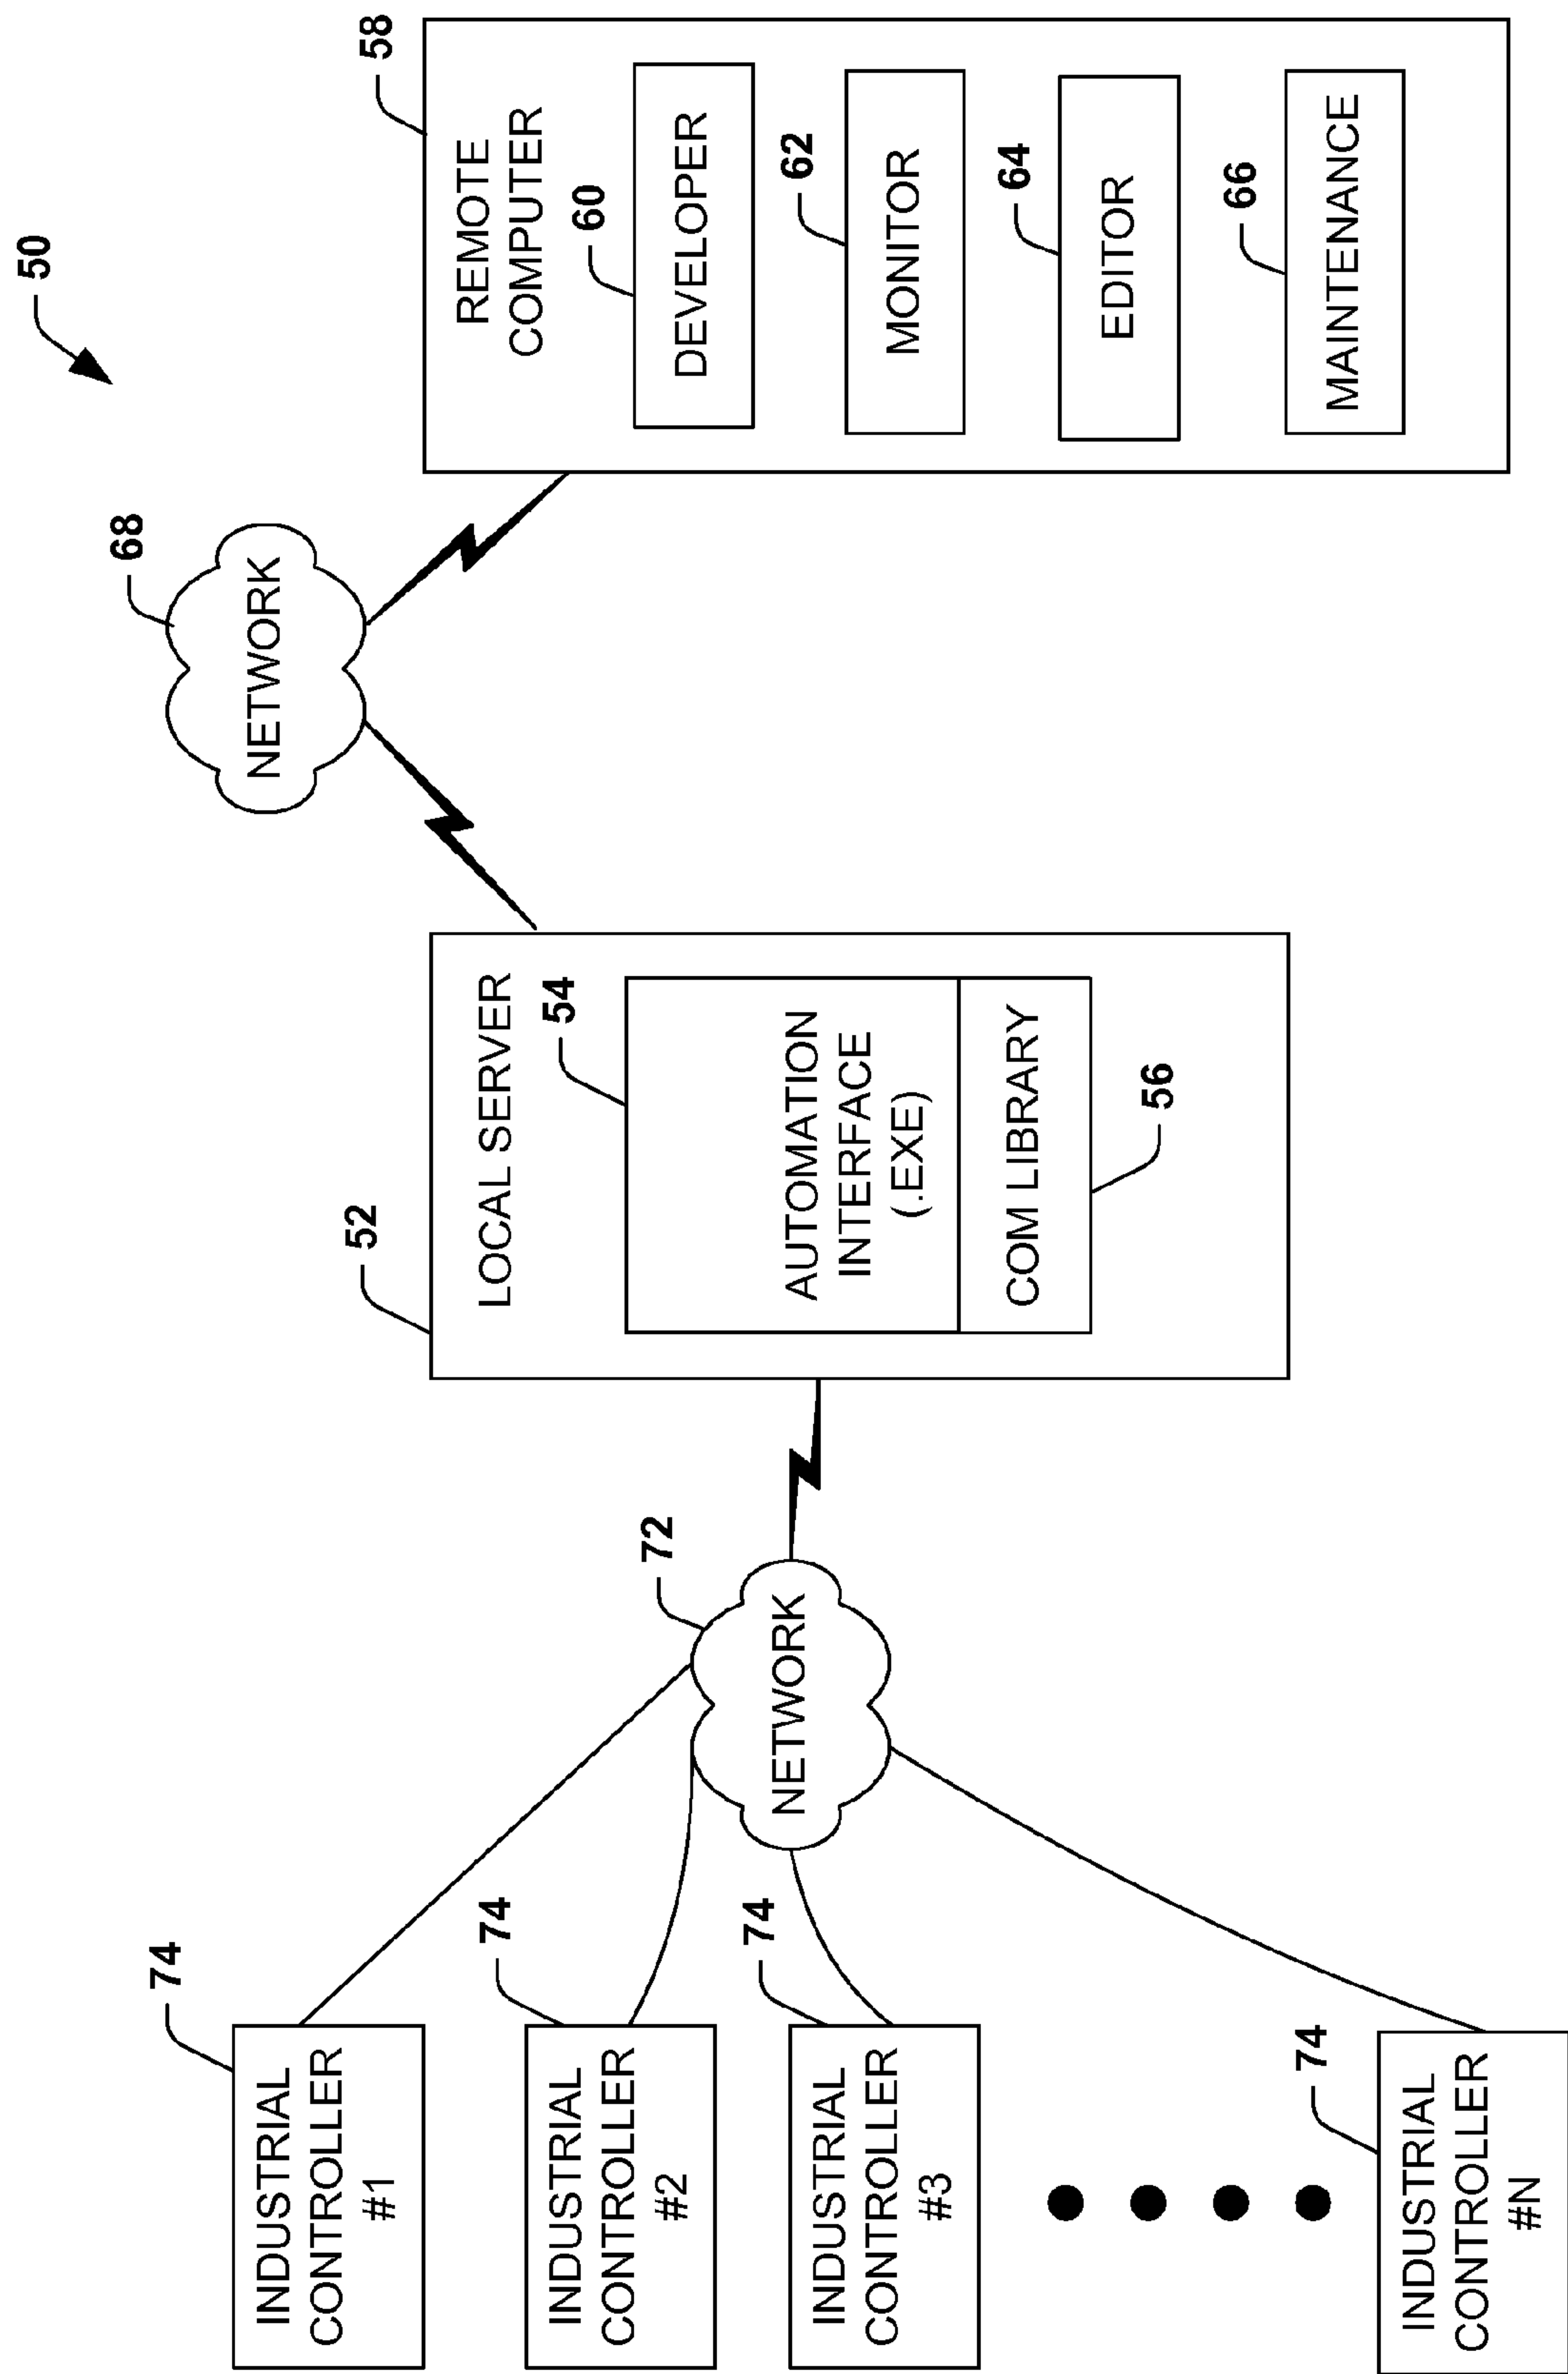 50
74
INDUSTRIAL
CONTROLLER
#1
74
INDUSTRIAL
CONTROLLER
#2
74
INDUSTRIAL
CONTROLLER
#3
74
INDUSTRIAL
CONTROLLER
#N
72
NETWORK
52
LOCAL SERVER
54
AUTOMATION
INTERFACE
(.EXE)
COM LIBRARY
56
68
NETWORK
58
REMOTE
COMPUTER
60
DEVELOPER
62
MONITOR
64
EDITOR
66
MAINTENANCE